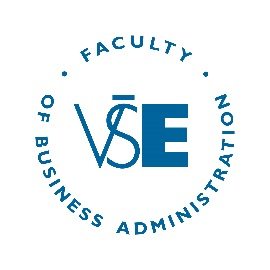 • FACULTY •
OF BUSINESS ADMINISTRATION
VŠE